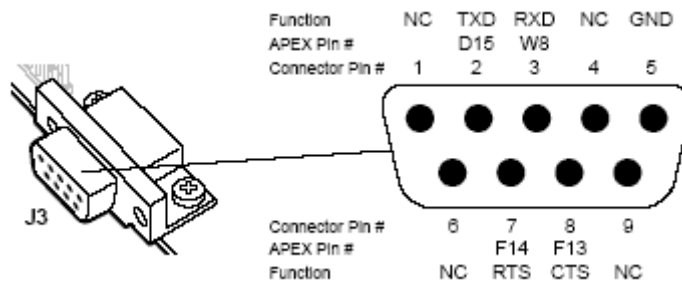 Function NC TXD RXD NC GND
APEX Pin # D15 W8
Connector Pin # 1 2 3 4 5
J3
Connector Pin # 6 7 8 9
APEX Pin # F14 F13
Function NC RTS CTS NC